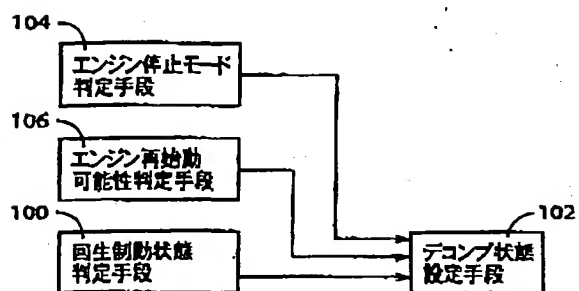 104
エンジン停止モード
判定手段
106
エンジン再始動
可能性判定手段
100
回生制動状態
判定手段
102
デコンプ状態
設定手段